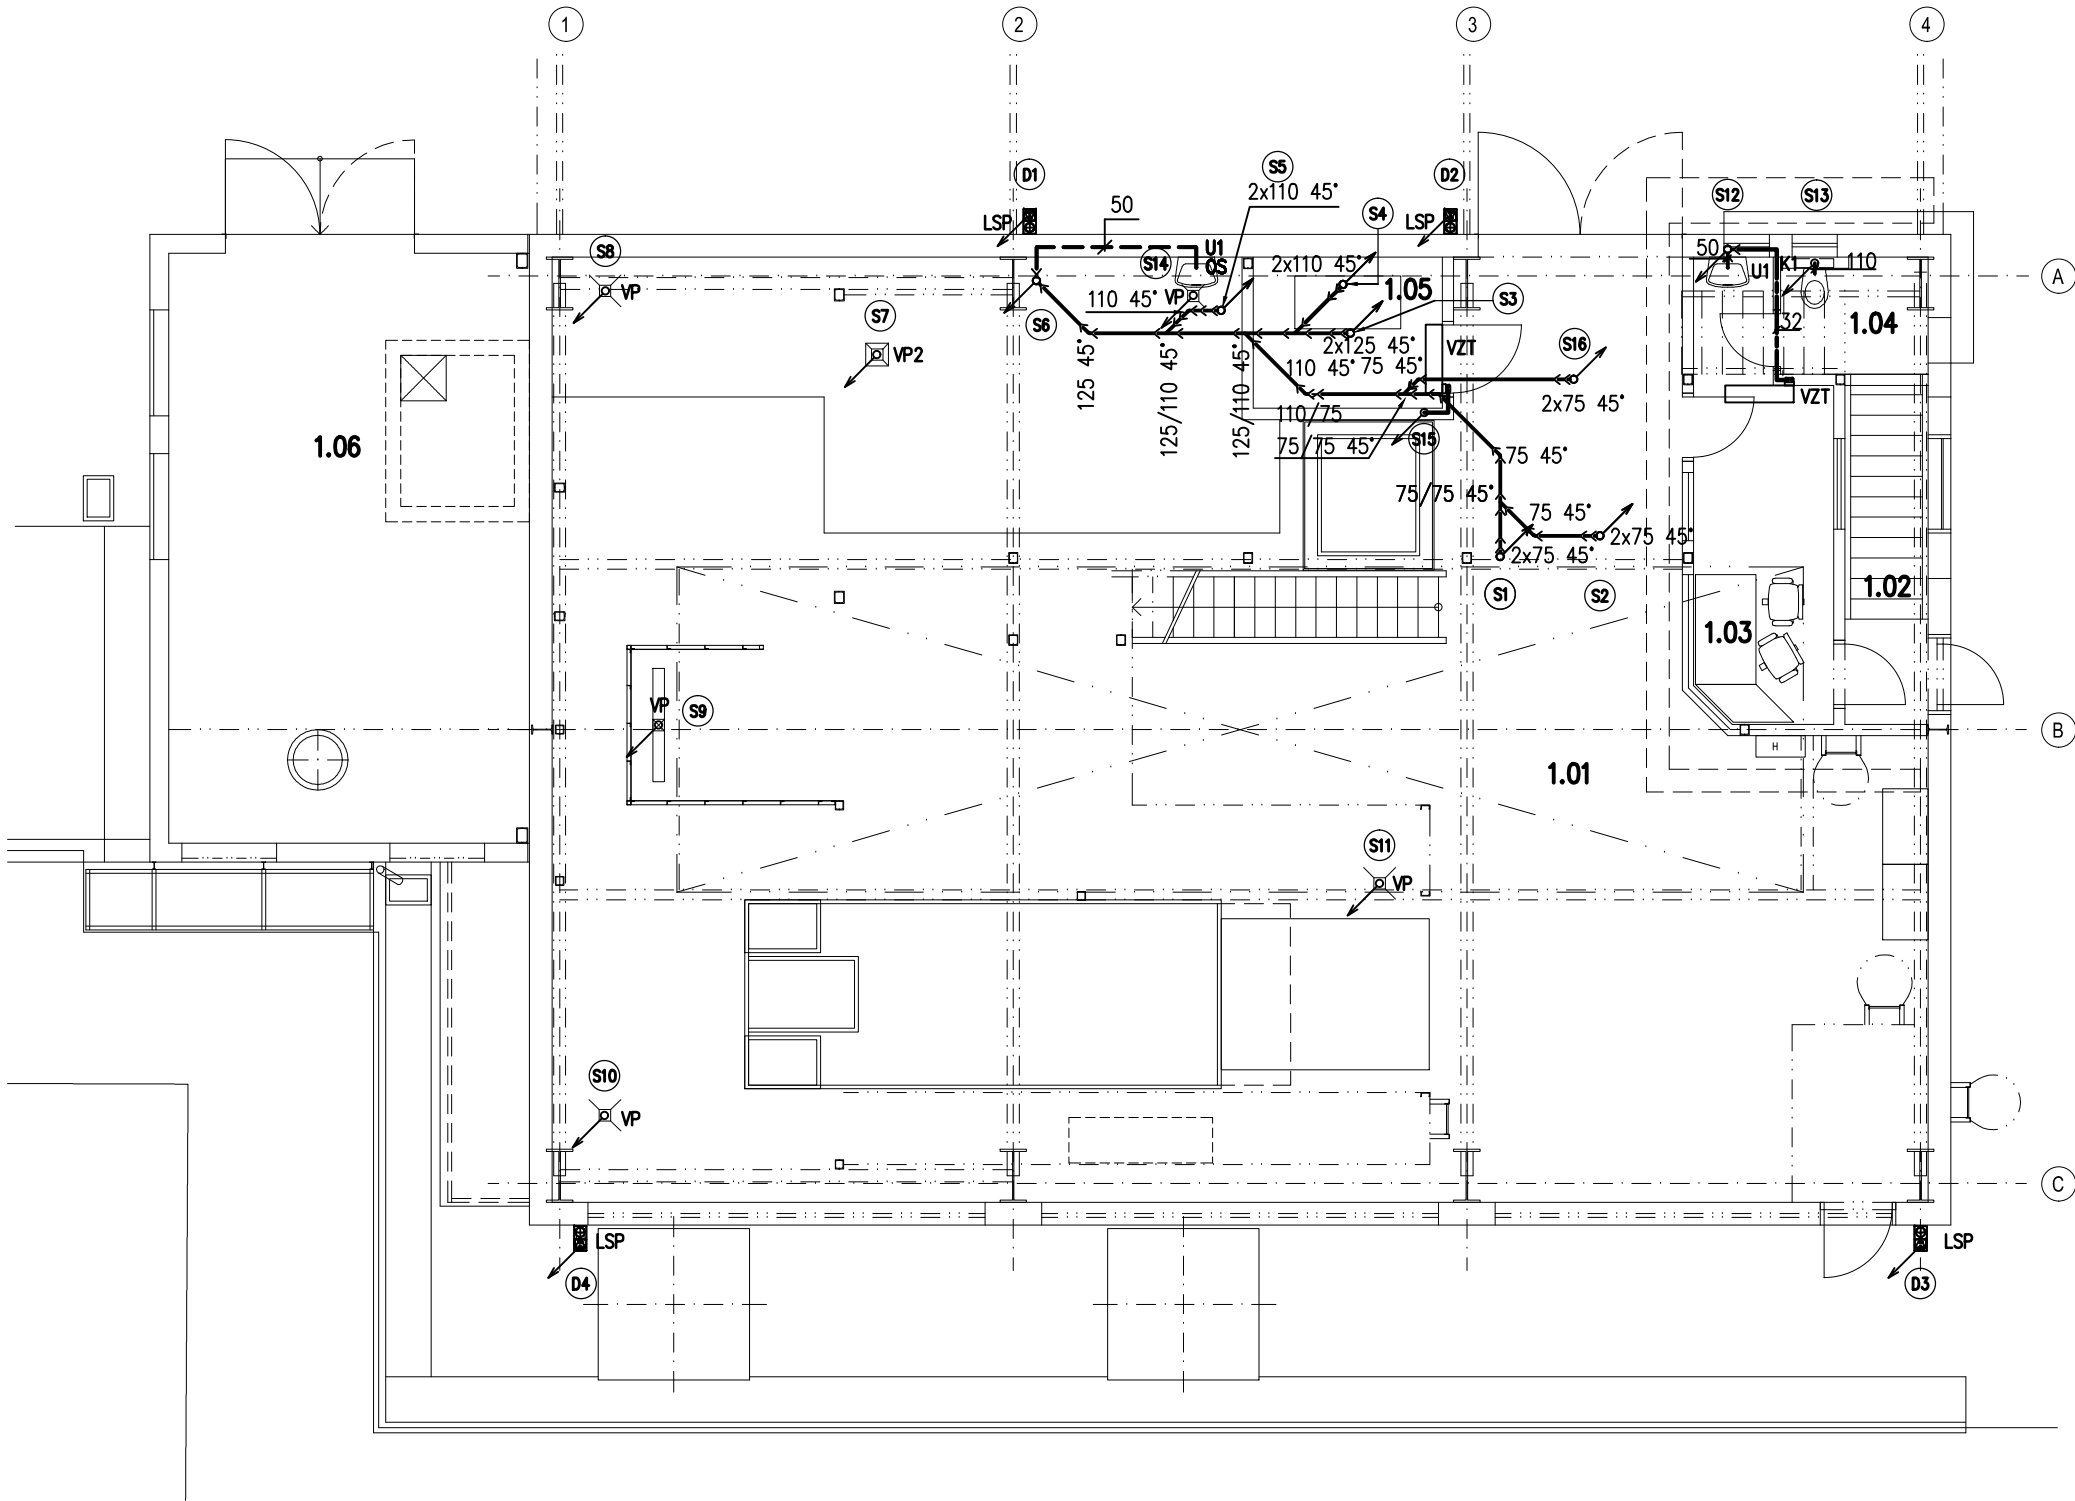 1
2
3
4
S5
D1
D2
2x110 45°
S12
S13
50
S4
LSP
LSP
S8
U1
QS
S14
50
U1
K1
110
2x110 45°
A
VP
110 45°
VP
1.05
S3
S6
S7
32
1.04
VP2
125 45°
125/110 45°
125/110 45°
2x125 45°
VZT
S16
110 45°
75 45°
VZT
2x75 45°
110/75
S15
1.06
75/75 45°
75 45°
75/75 45°
75 45°
2x75 45°
2x75 45°
S1
S2
1.02
1.03
VP
S9
B
H
1.01
S11
VP
S10
VP
C
LSP
LSP
D4
D3